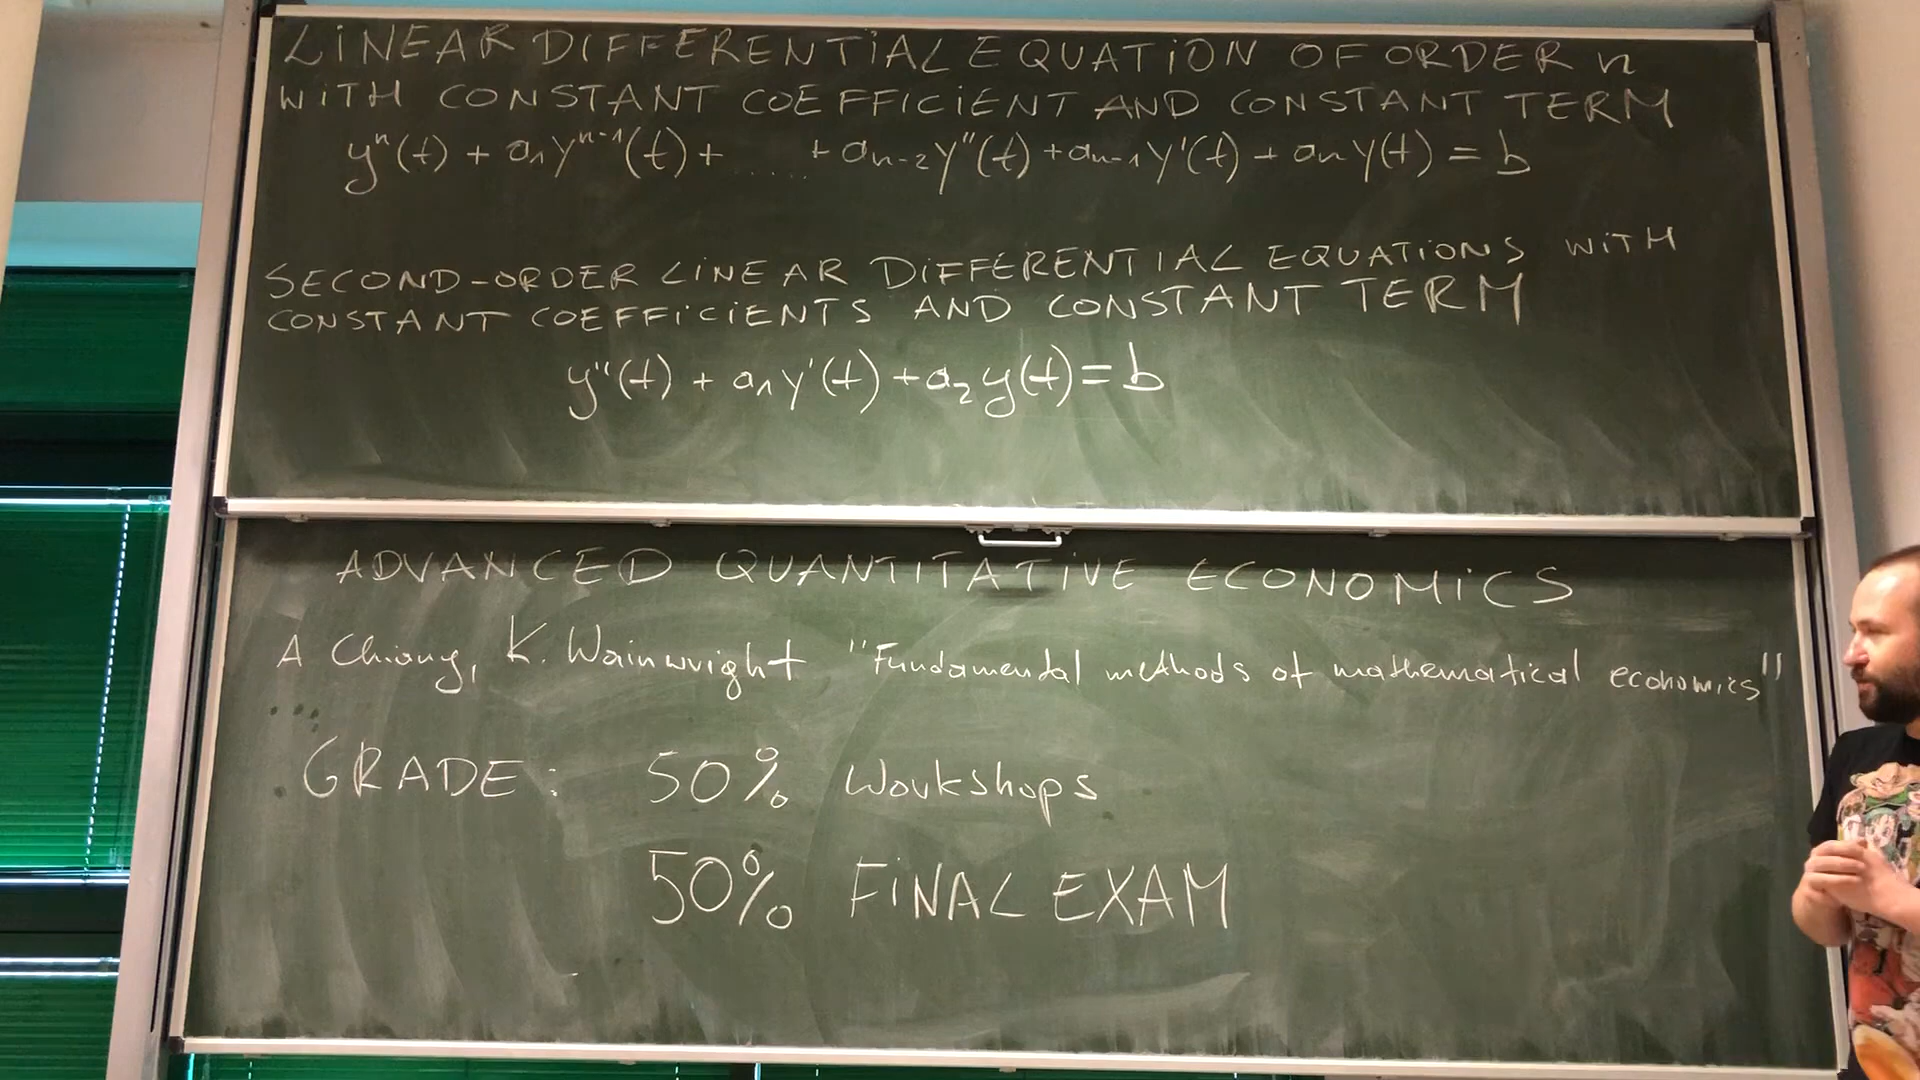 LINEAR DIFFERENTIAL EQUATION OF ORDER n
WITH CONSTANT COEFFICIENT AND CONSTANT TERM
yⁿ(t) + a₁yⁿ⁻¹(t) + ..... + aₙ₋₂y''(t) + aₙ₋₁y'(t) + aₙy(t) = b
SECOND-ORDER LINEAR DIFFERENTIAL EQUATIONS WITH
CONSTANT COEFFICIENTS AND CONSTANT TERM
y''(t) + a₁y'(t) + a₂y(t) = b
ADVANCED QUANTITATIVE ECONOMICS
A Chiang, K. Wainwright "Fundamental methods of mathematical economics"
GRADE: 50% Workshops
50% FINAL EXAM